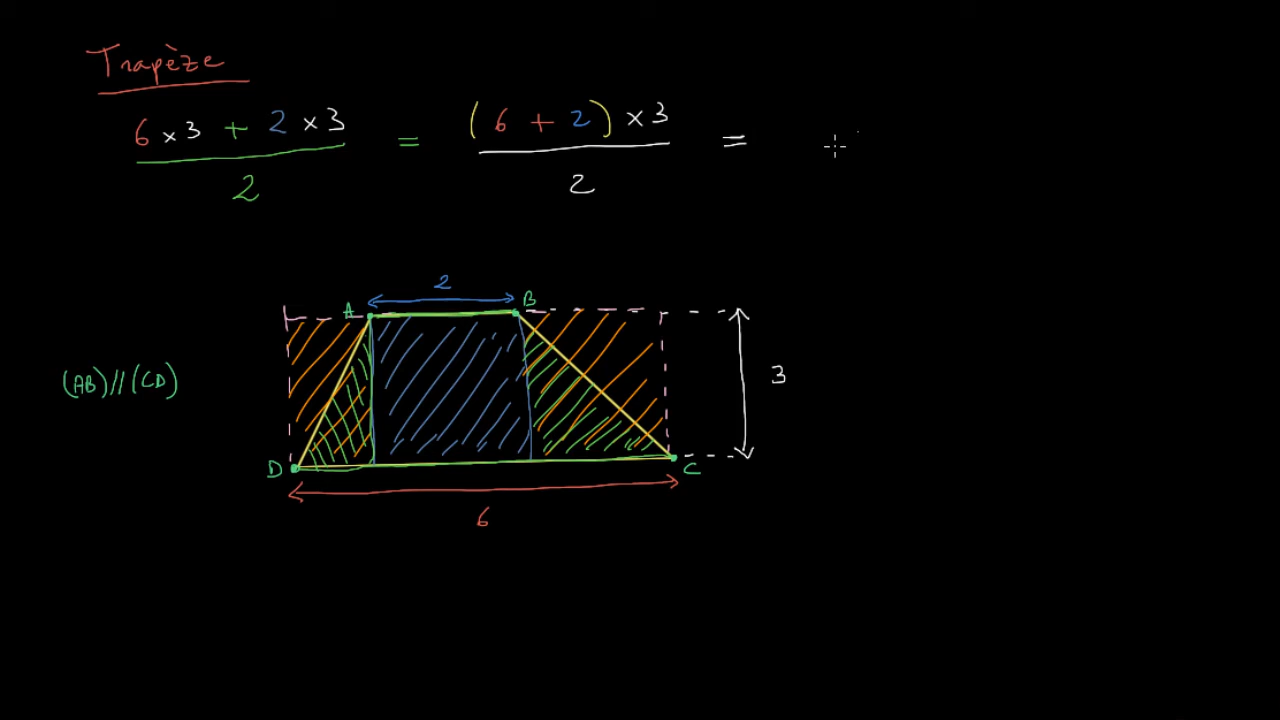 Trapèze
6 × 3 + 2 × 3 / 2 = (6 + 2) × 3 / 2 =
2
A B
3
(AB)//(CD)
D C
6